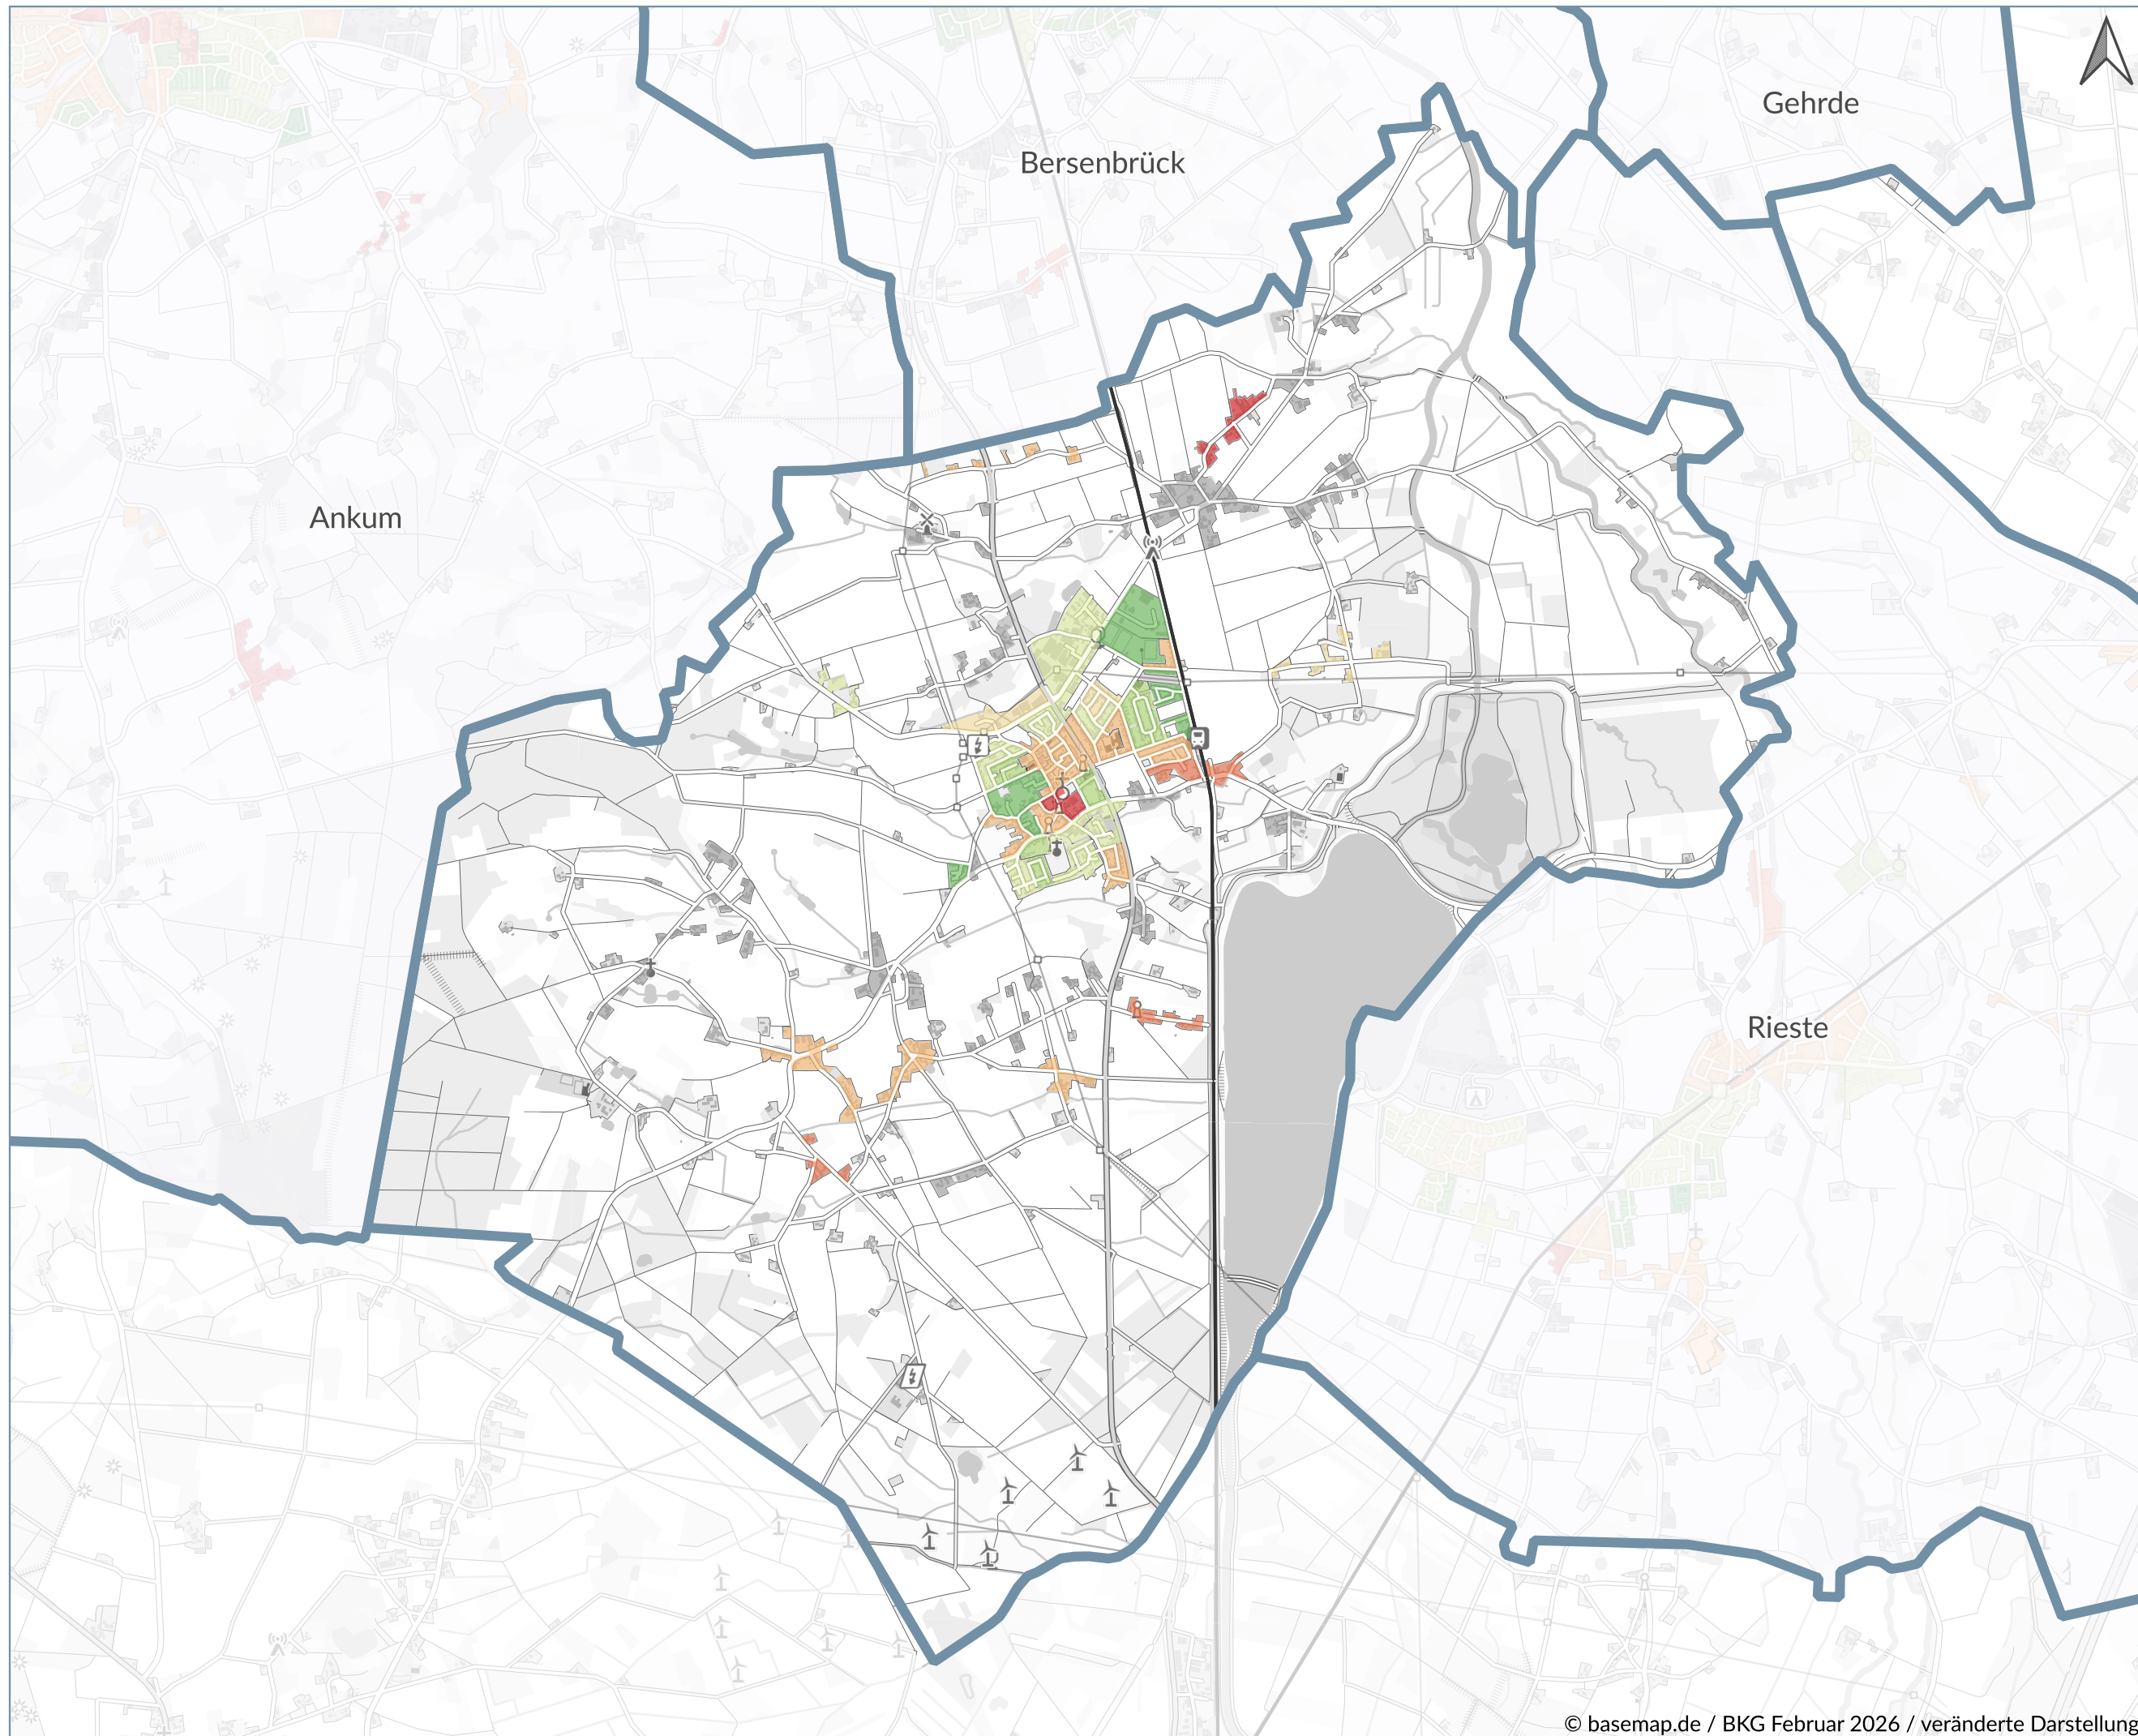 Gehrde
Bersenbrück
Ankum
Rieste
© basemap.de / BKG Februar 2026 / veränderte Darstellung